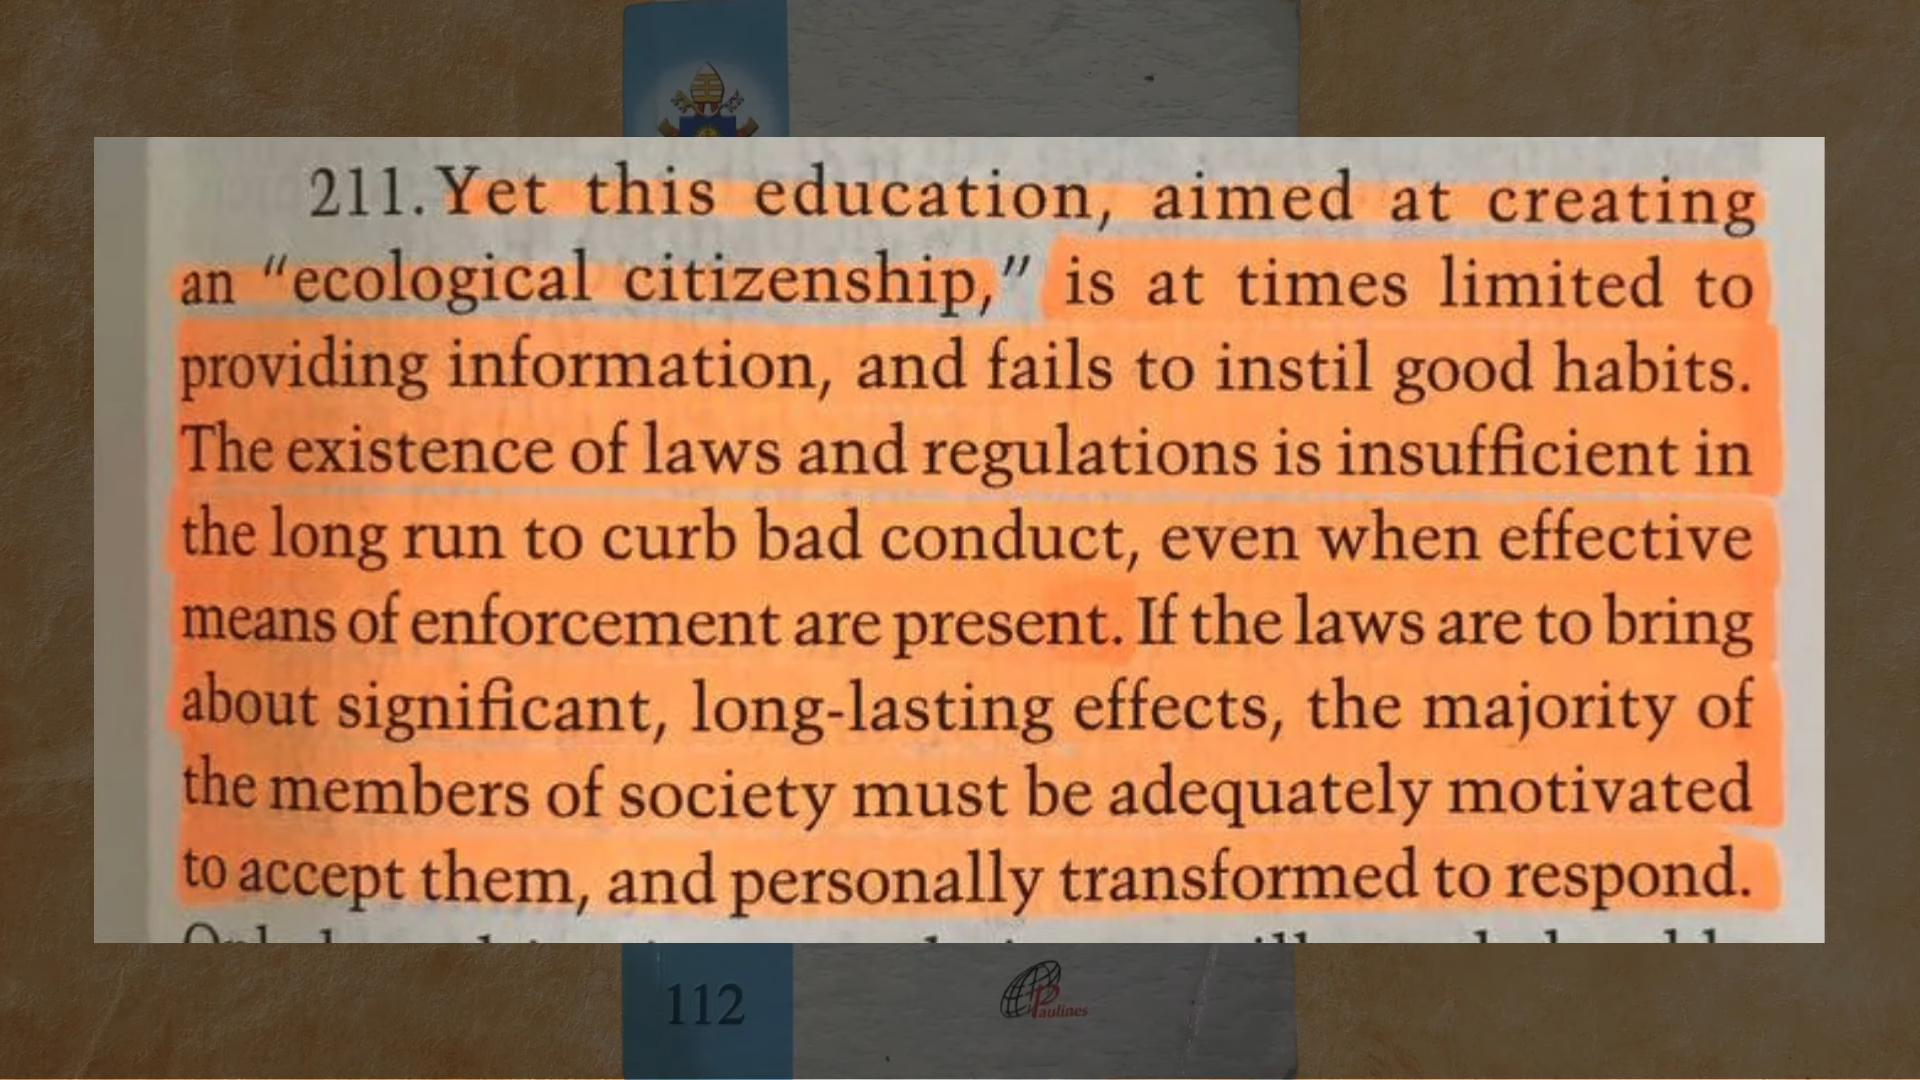 211. Yet this education, aimed at creating
an “ecological citizenship,” is at times limited to
providing information, and fails to instil good habits.
The existence of laws and regulations is insufficient in
the long run to curb bad conduct, even when effective
means of enforcement are present. If the laws are to bring
about significant, long-lasting effects, the majority of
the members of society must be adequately motivated
to accept them, and personally transformed to respond.
112
Paulines